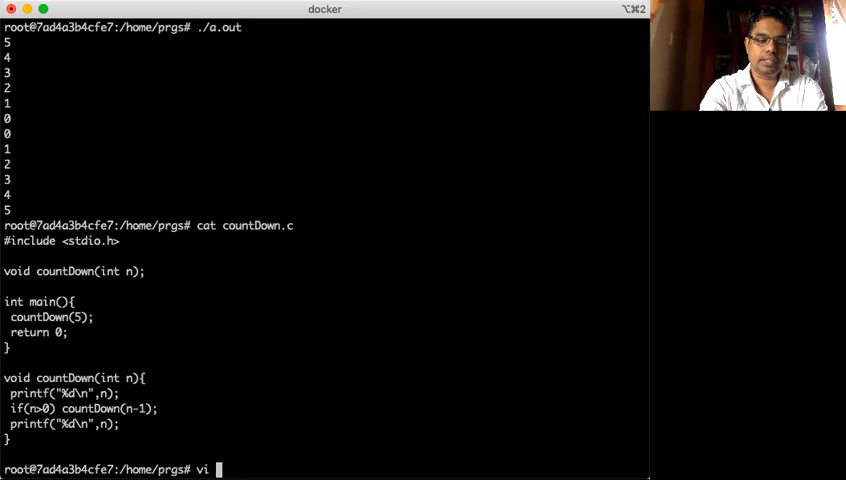 docker
⌥⌘2
root@7ad4a3b4cfe7:/home/prgs# ./a.out
5
4
3
2
1
0
0
1
2
3
4
5
root@7ad4a3b4cfe7:/home/prgs# cat countDown.c
#include <stdio.h>
void countDown(int n);
int main(){
countDown(5);
return 0;
}
void countDown(int n){
printf("%d\n",n);
if(n>0) countDown(n-1);
printf("%d\n",n);
}
root@7ad4a3b4cfe7:/home/prgs# vi